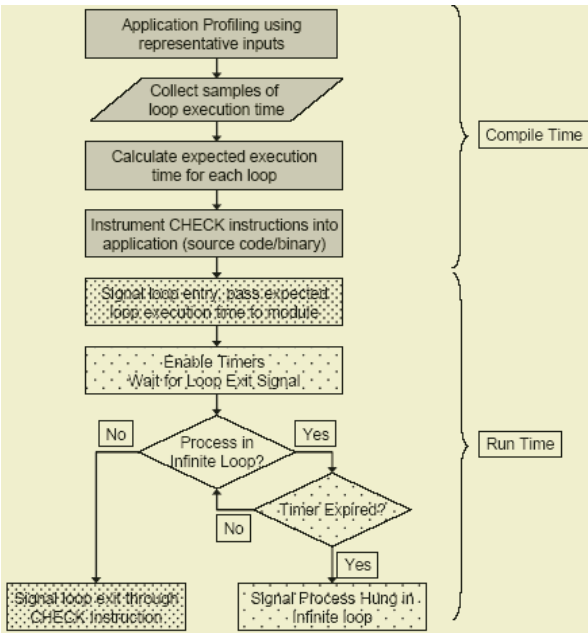 Application Profiling using
representative inputs
Collect samples of
loop execution time
Compile Time
Calculate expected execution
time for each loop
Instrument CHECK instructions into
application (source code/binary)
Signal loop entry, pass expected
loop execution time to module
Enable Timers
Wait for Loop Exit Signal
No
Process in
Infinite Loop?
Yes
Run Time
Timer Expired?
No
Yes
Signal loop exit through
CHECK Instruction
Signal Process Hung in
Infinite loop